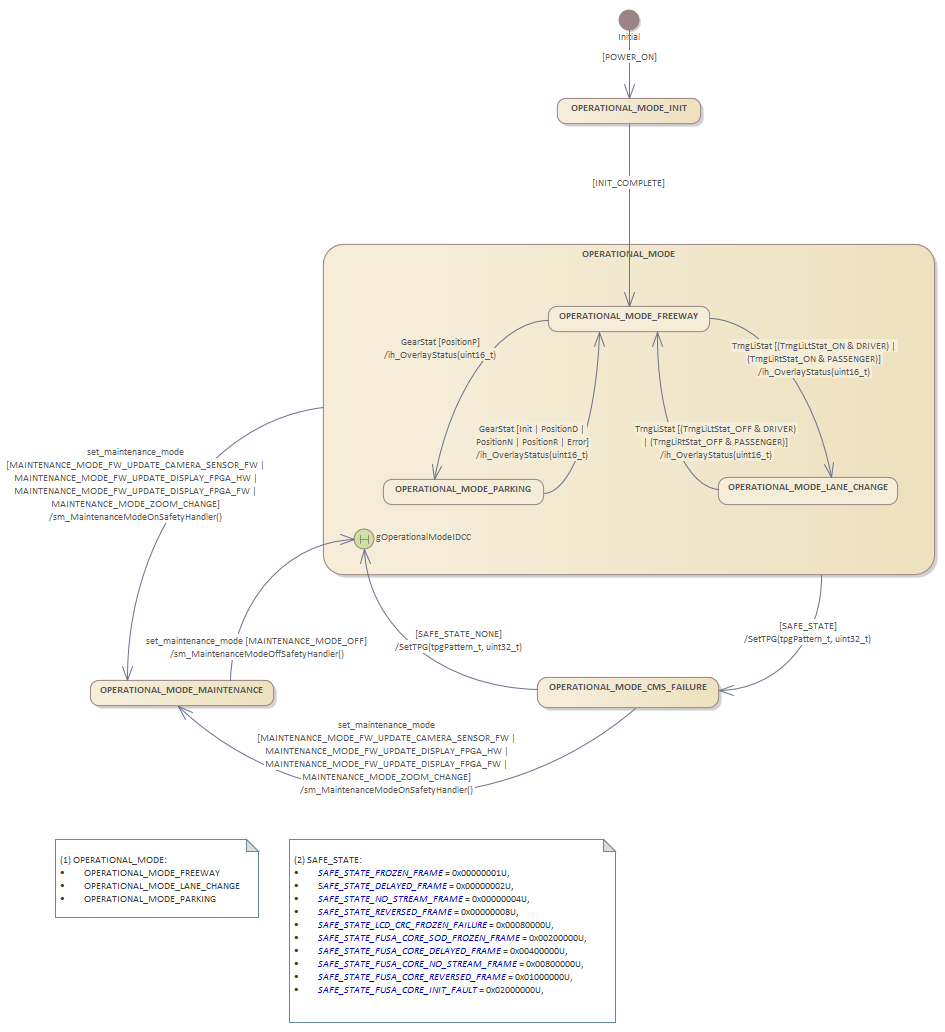 Initial
[POWER_ON]
OPERATIONAL_MODE_INIT
[INIT_COMPLETE]
OPERATIONAL_MODE
OPERATIONAL_MODE_FREEWAY
GearStat [PositionP]
/ih_OverlayStatus(uint16_t)
TrngLiStat [(TrngLiLtStat_ON & DRIVER) |
(TrngLiRtStat_ON & PASSENGER)]
/ih_OverlayStatus(uint16_t)
GearStat [Init | PositionD |
PositionN | PositionR | Error]
/ih_OverlayStatus(uint16_t)
TrngLiStat [(TrngLiLtStat_OFF & DRIVER)
| (TrngLiRtStat_OFF & PASSENGER)]
/ih_OverlayStatus(uint16_t)
OPERATIONAL_MODE_PARKING
OPERATIONAL_MODE_LANE_CHANGE
set_maintenance_mode
[MAINTENANCE_MODE_FW_UPDATE_CAMERA_SENSOR_FW |
MAINTENANCE_MODE_FW_UPDATE_DISPLAY_FPGA_HW |
MAINTENANCE_MODE_FW_UPDATE_DISPLAY_FPGA_FW |
MAINTENANCE_MODE_ZOOM_CHANGE]
/sm_MaintenanceModeOnSafetyHandler()
H
gOperationalModeIDCC
[SAFE_STATE_NONE]
/SetTPG(tpgPattern_t, uint32_t)
[SAFE_STATE]
/SetTPG(tpgPattern_t, uint32_t)
set_maintenance_mode [MAINTENANCE_MODE_OFF]
/sm_MaintenanceModeOffSafetyHandler()
OPERATIONAL_MODE_MAINTENANCE
OPERATIONAL_MODE_CMS_FAILURE
set_maintenance_mode
[MAINTENANCE_MODE_FW_UPDATE_CAMERA_SENSOR_FW |
MAINTENANCE_MODE_FW_UPDATE_DISPLAY_FPGA_HW |
MAINTENANCE_MODE_FW_UPDATE_DISPLAY_FPGA_FW |
MAINTENANCE_MODE_ZOOM_CHANGE]
/sm_MaintenanceModeOnSafetyHandler()
(1) OPERATIONAL_MODE:
• OPERATIONAL_MODE_FREEWAY
• OPERATIONAL_MODE_LANE_CHANGE
• OPERATIONAL_MODE_PARKING
(2) SAFE_STATE:
• SAFE_STATE_FROZEN_FRAME = 0x00000001U,
• SAFE_STATE_DELAYED_FRAME = 0x00000002U,
• SAFE_STATE_NO_STREAM_FRAME = 0x00000004U,
• SAFE_STATE_REVERSED_FRAME = 0x00000008U,
• SAFE_STATE_LCD_CRC_FROZEN_FAILURE = 0x00080000U,
• SAFE_STATE_FUSA_CORE_SOD_FROZEN_FRAME = 0x00200000U,
• SAFE_STATE_FUSA_CORE_DELAYED_FRAME = 0x00400000U,
• SAFE_STATE_FUSA_CORE_NO_STREAM_FRAME = 0x00800000U,
• SAFE_STATE_FUSA_CORE_REVERSED_FRAME = 0x01000000U,
• SAFE_STATE_FUSA_CORE_INIT_FAULT = 0x02000000U,